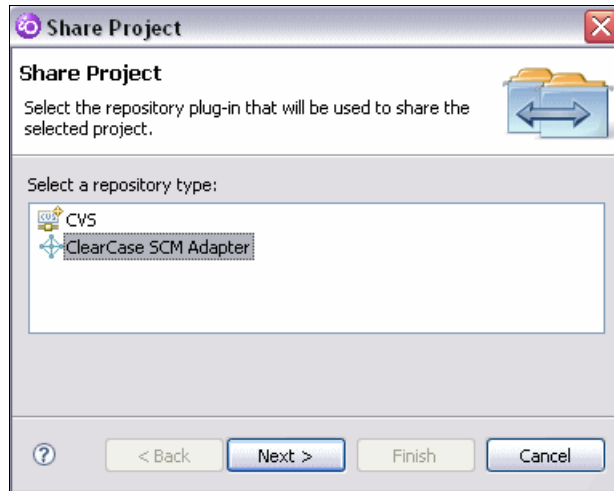 Share Project
Share Project
Select the repository plug-in that will be used to share the
selected project.
Select a repository type:
CVS
ClearCase SCM Adapter
? < Back Next > Finish Cancel